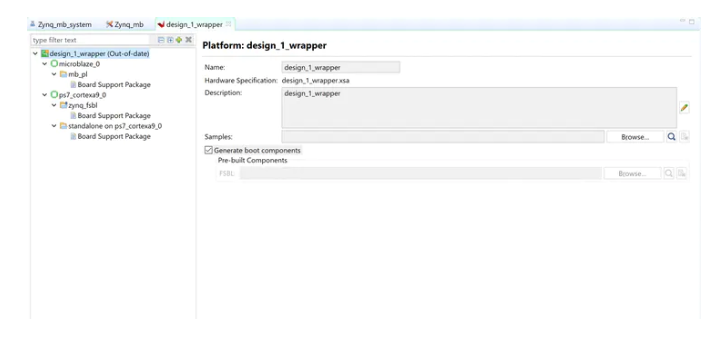 Zynq_mb_system
Zynq_mb
design_1_wrapper
type filter text
design_1_wrapper (Out-of-date)
microblaze_0
mb_pl
Board Support Package
ps7_cortexa9_0
zynq_fsbl
Board Support Package
standalone on ps7_cortexa9_0
Board Support Package
Platform: design_1_wrapper
Name: design_1_wrapper
Hardware Specification: design_1_wrapper.xsa
Description: design_1_wrapper
Samples: Browse...
Generate boot components
Pre-built Components
FSBL: Browse...